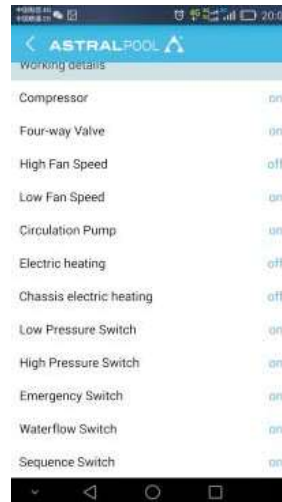 20:0
ASTRALPOOL
Working details
Compressor on
Four-way Valve on
High Fan Speed off
Low Fan Speed on
Circulation Pump on
Electric heating off
Chassis electric heating off
Low Pressure Switch on
High Pressure Switch on
Emergency Switch on
Waterflow Switch on
Sequence Switch on